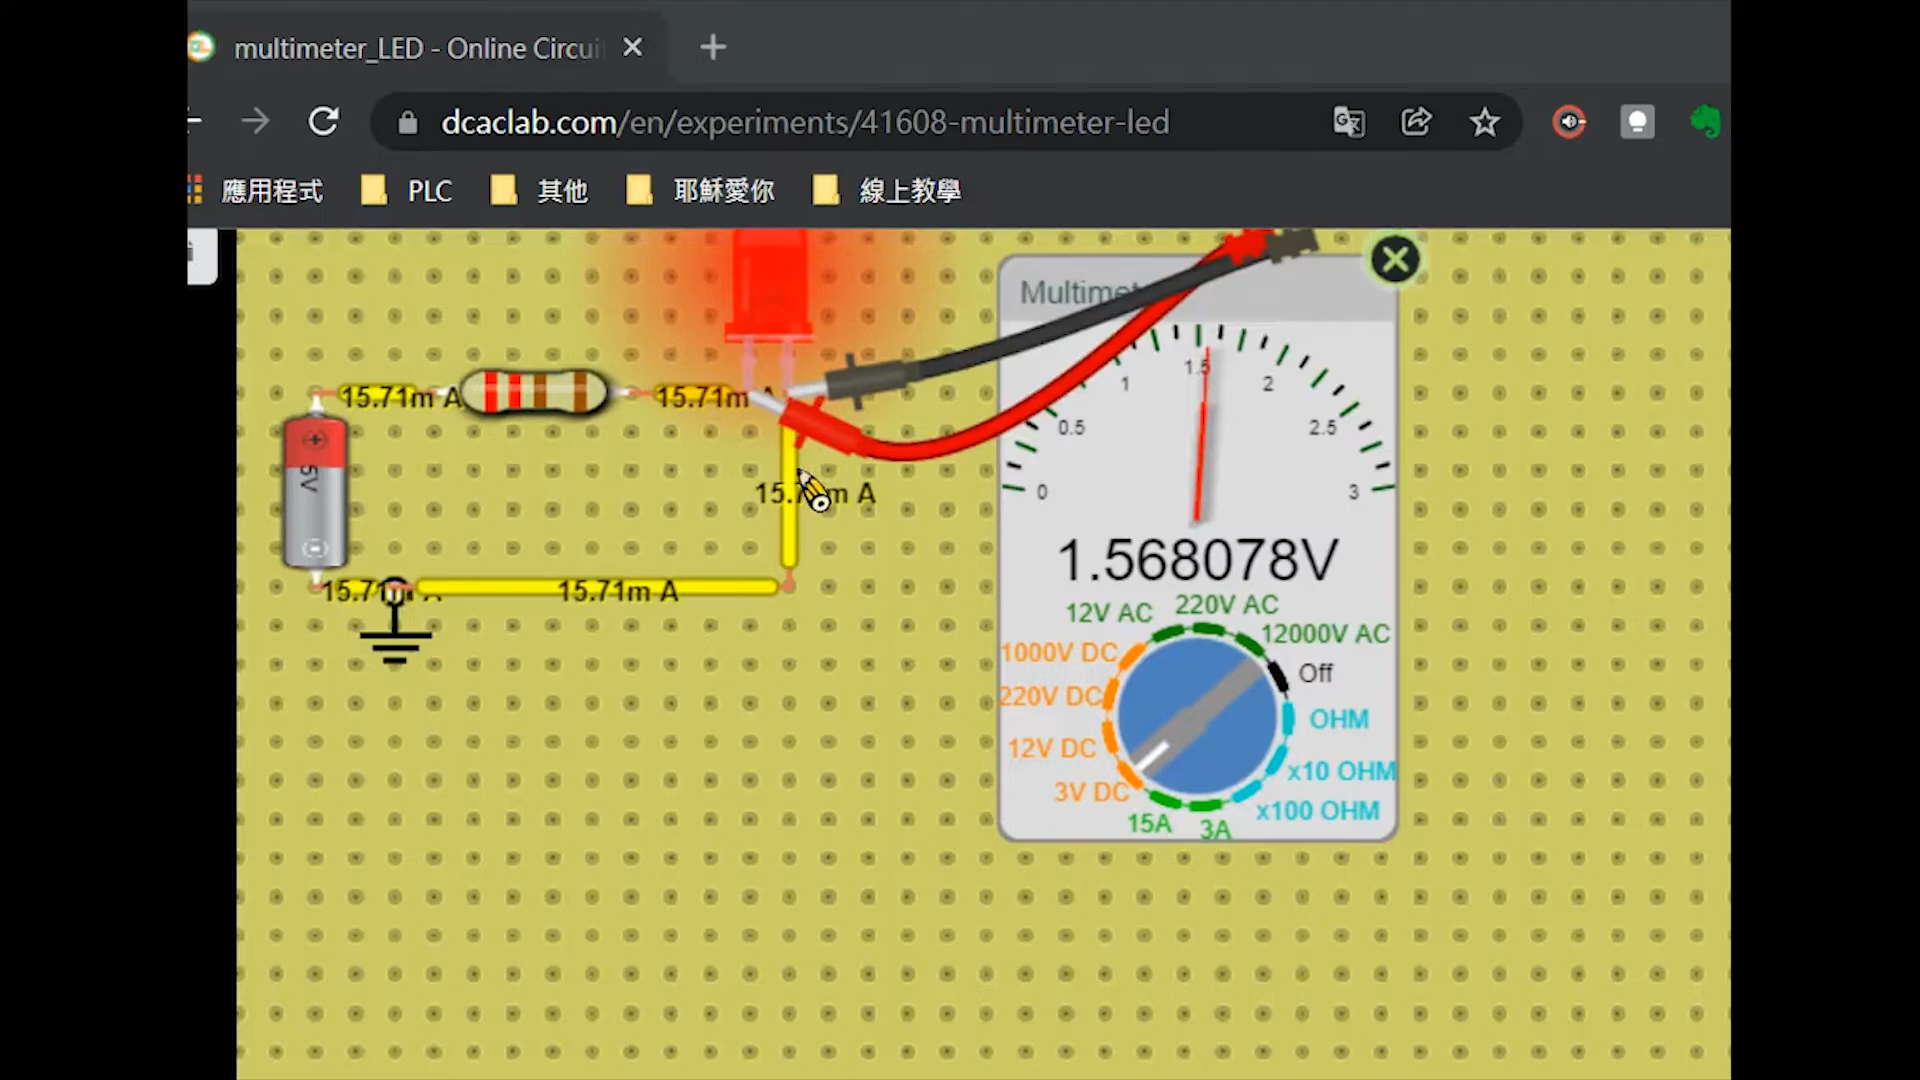 multimeter_LED - Online Circui
dcaclab.com/en/experiments/41608-multimeter-led
應用程式 PLC 其他 耶穌愛你 線上教學
15.71m A
15.71m
5V
15.
m A
15.71m A
0
0.5
1
1.5
2
2.5
3
1.568078V
12V AC
220V AC
12000V AC
1000V DC
220V DC
12V DC
3V DC
15A
3A
Off
OHM
x10 OHM
x100 OHM